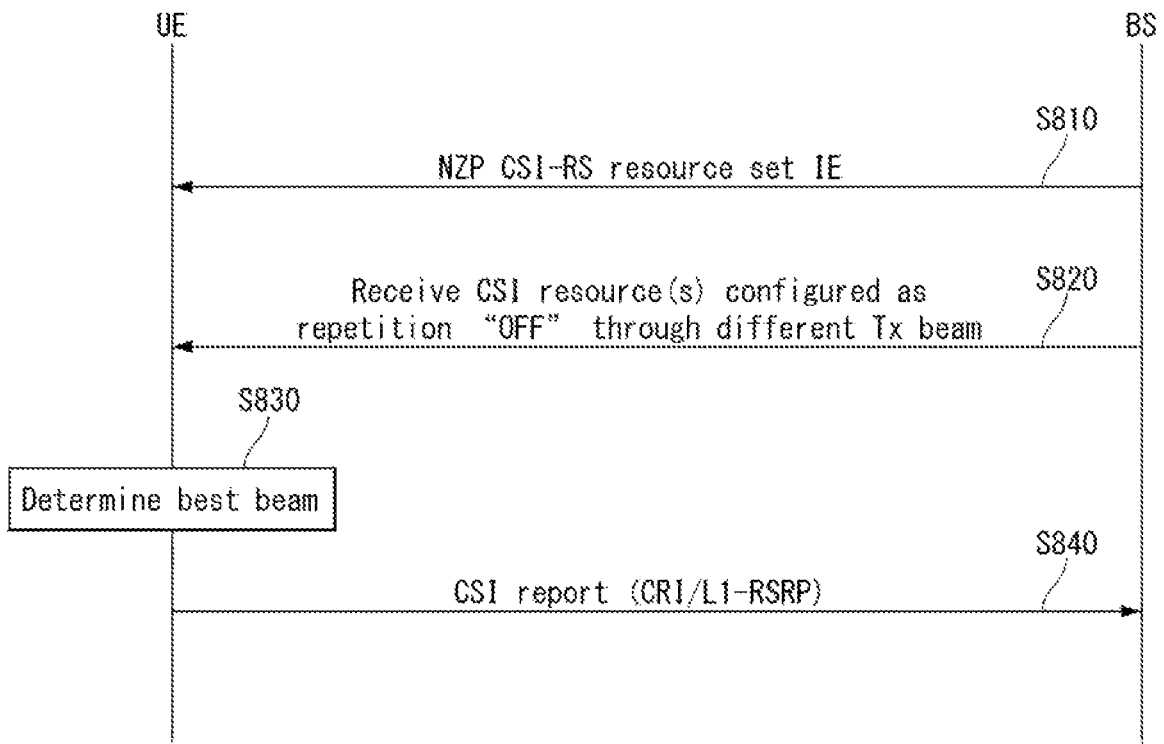 UE
BS
S810
NZP CSI-RS resource set IE
S820
Receive CSI resource(s) configured as
repetition “OFF” through different Tx beam
S830
Determine best beam
S840
CSI report (CRI/L1-RSRP)